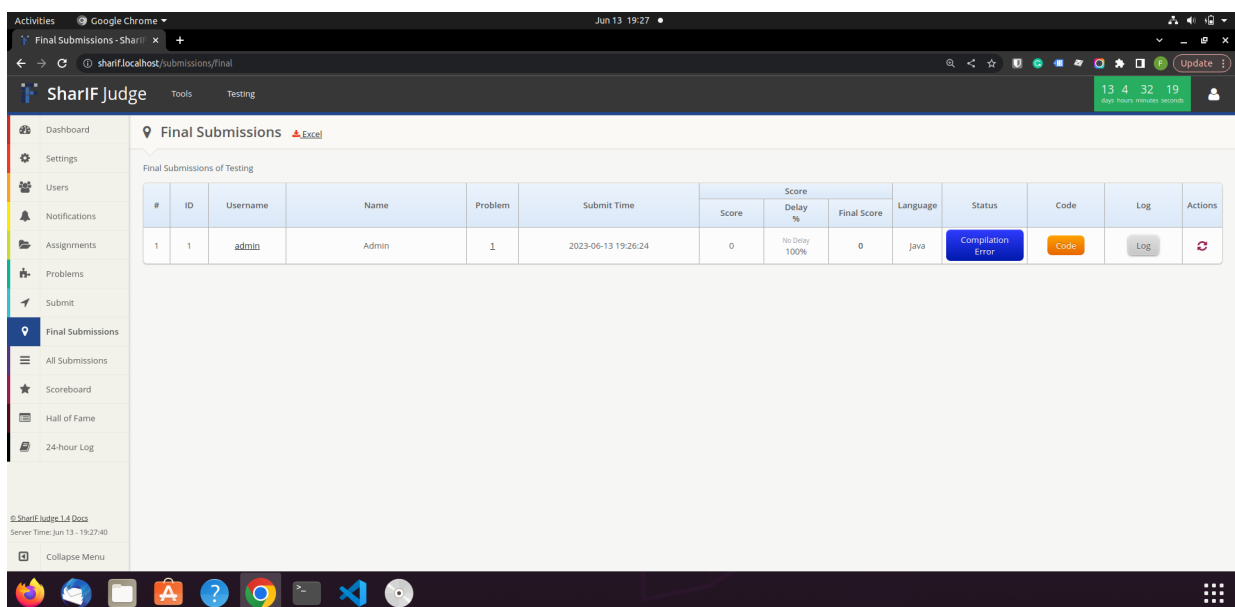 Activities Google Chrome Jun 13 19:27
Final Submissions - SharIF
sharif.localhost/submissions/final Update
SharIF Judge Tools Testing 13 4 32 19
days hours minutes seconds
Dashboard
Settings
Users
Notifications
Assignments
Problems
Submit
Final Submissions
All Submissions
Scoreboard
Hall of Fame
24-hour Log
© SharIF Judge 1.4 Docs
Server Time: Jun 13 - 19:27:40
Collapse Menu
Final Submissions Excel
Final Submissions of Testing
# ID Username Name Problem Submit Time Score Language Status Code Log Actions
Score Delay % Final Score
1 1 admin Admin 1 2023-06-13 19:26:24 0 No Delay 100% 0 Java Compilation Error Code Log